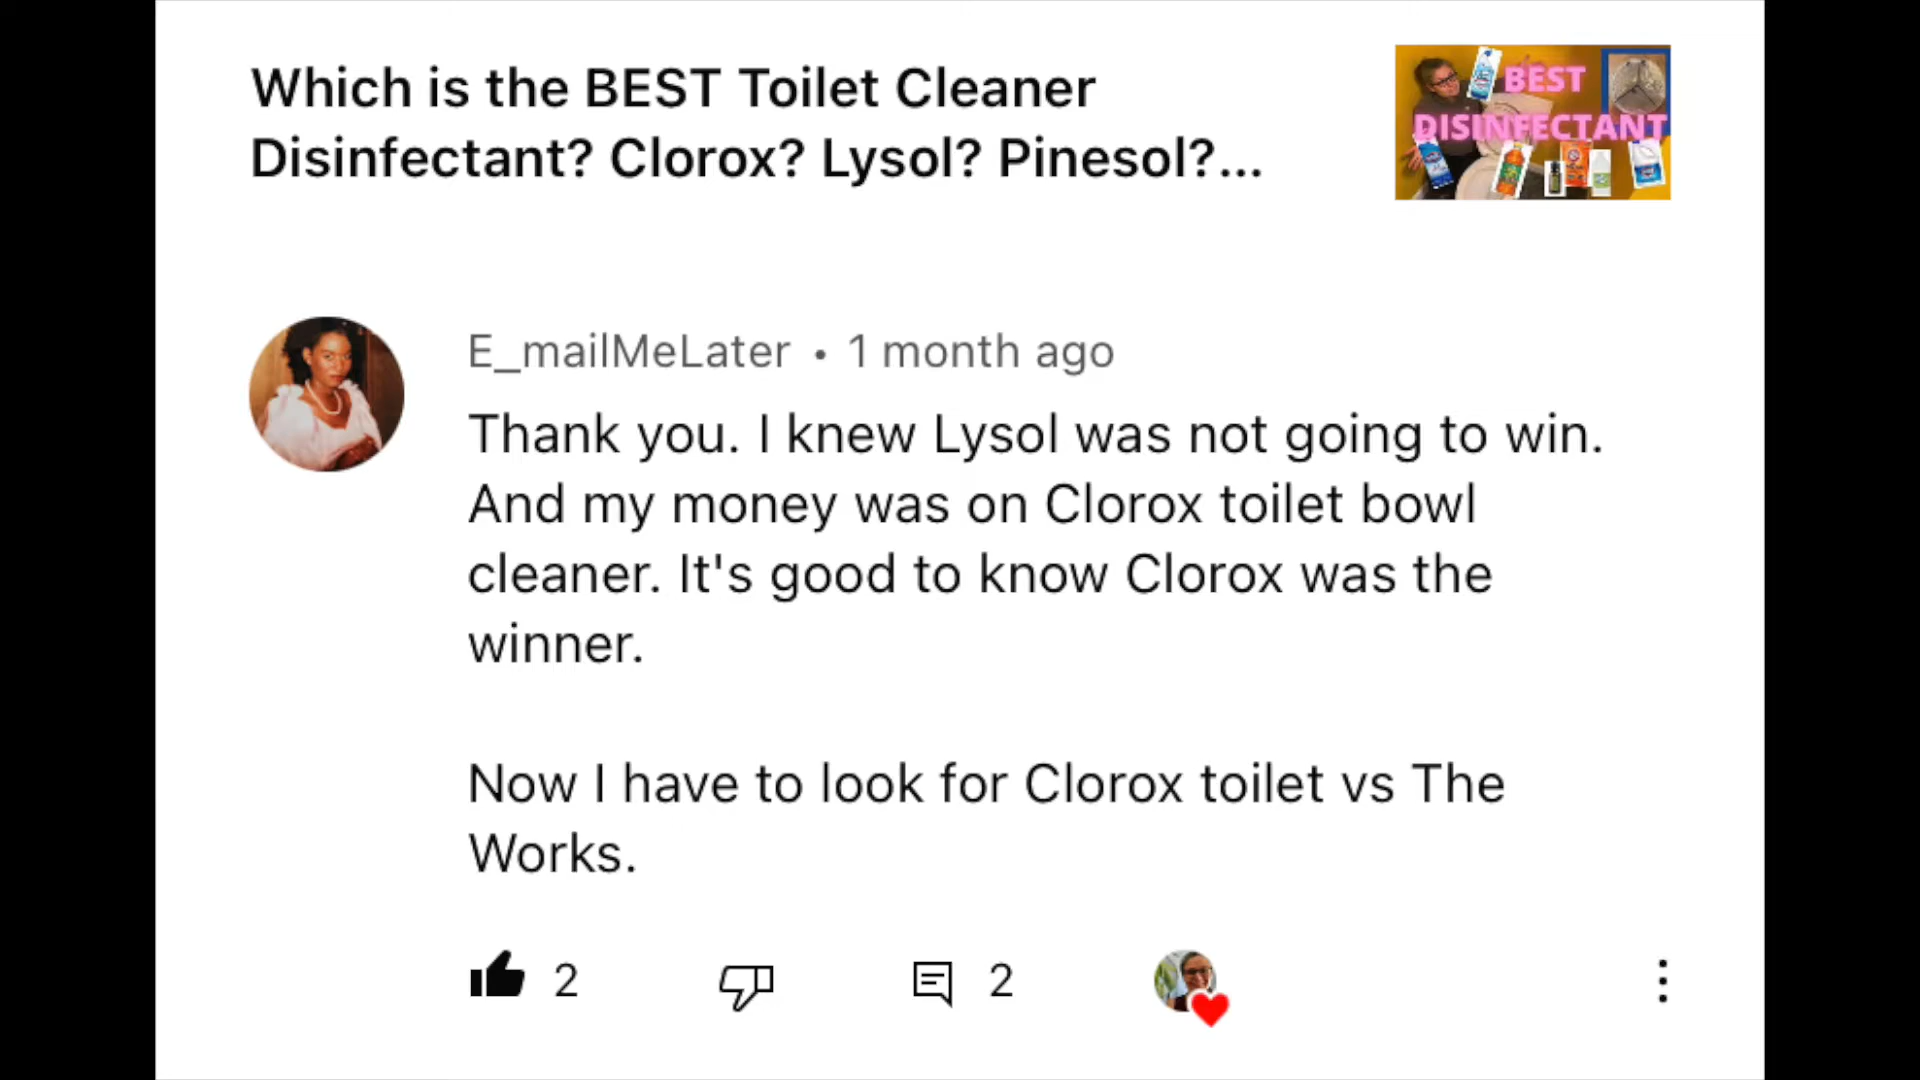 Which is the BEST Toilet Cleaner
Disinfectant? Clorox? Lysol? Pinesol?...
BEST
DISINFECTANT
E_mailMeLater • 1 month ago
Thank you. I knew Lysol was not going to win.
And my money was on Clorox toilet bowl
cleaner. It's good to know Clorox was the
winner.
Now I have to look for Clorox toilet vs The
Works.
2
2